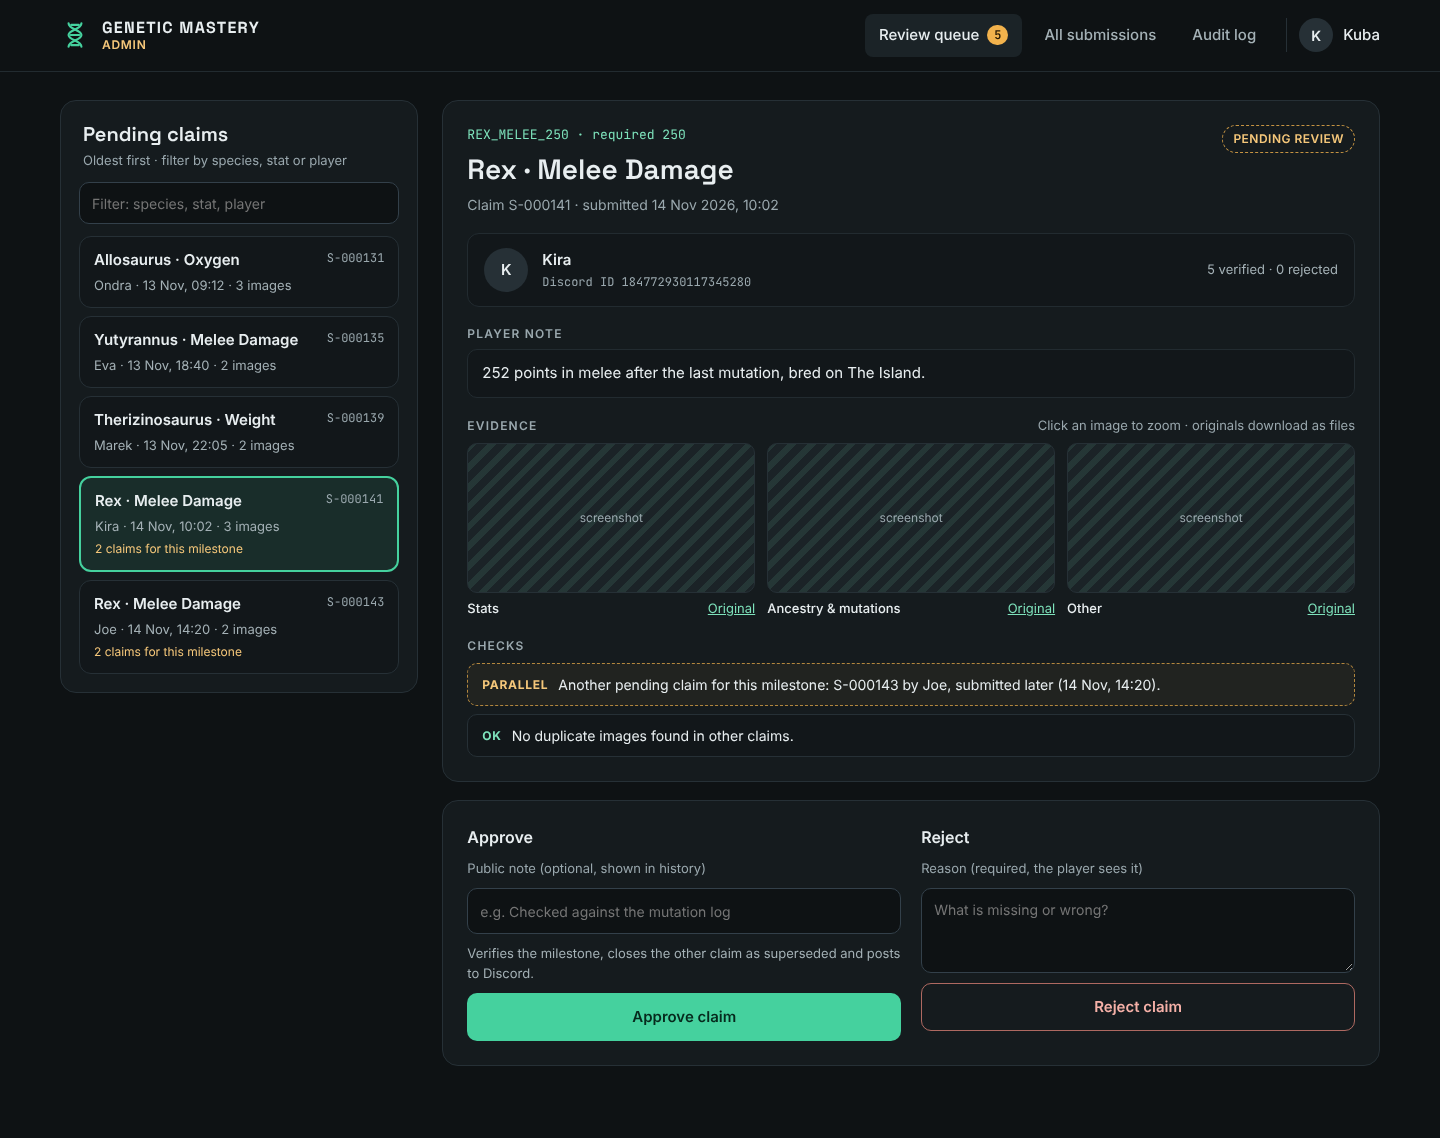 GENETIC MASTERY
ADMIN
Review queue 5
All submissions
Audit log
K
Kuba
Pending claims
Oldest first · filter by species, stat or player
Filter: species, stat, player
Allosaurus · Oxygen S-000131
Ondra · 13 Nov, 09:12 · 3 images
Yutyrannus · Melee Damage S-000135
Eva · 13 Nov, 18:40 · 2 images
Therizinosaurus · Weight S-000139
Marek · 13 Nov, 22:05 · 2 images
Rex · Melee Damage S-000141
Kira · 14 Nov, 10:02 · 3 images
2 claims for this milestone
Rex · Melee Damage S-000143
Joe · 14 Nov, 14:20 · 2 images
2 claims for this milestone
REX_MELEE_250 · required 250
PENDING REVIEW
Rex · Melee Damage
Claim S-000141 · submitted 14 Nov 2026, 10:02
K
Kira
Discord ID 184772930117345280
5 verified · 0 rejected
PLAYER NOTE
252 points in melee after the last mutation, bred on The Island.
EVIDENCE
Click an image to zoom · originals download as files
screenshot
screenshot
screenshot
Stats Original
Ancestry & mutations Original
Other Original
CHECKS
PARALLEL Another pending claim for this milestone: S-000143 by Joe, submitted later (14 Nov, 14:20).
OK No duplicate images found in other claims.
Approve
Public note (optional, shown in history)
e.g. Checked against the mutation log
Verifies the milestone, closes the other claim as superseded and posts
to Discord.
Approve claim
Reject
Reason (required, the player sees it)
What is missing or wrong?
Reject claim